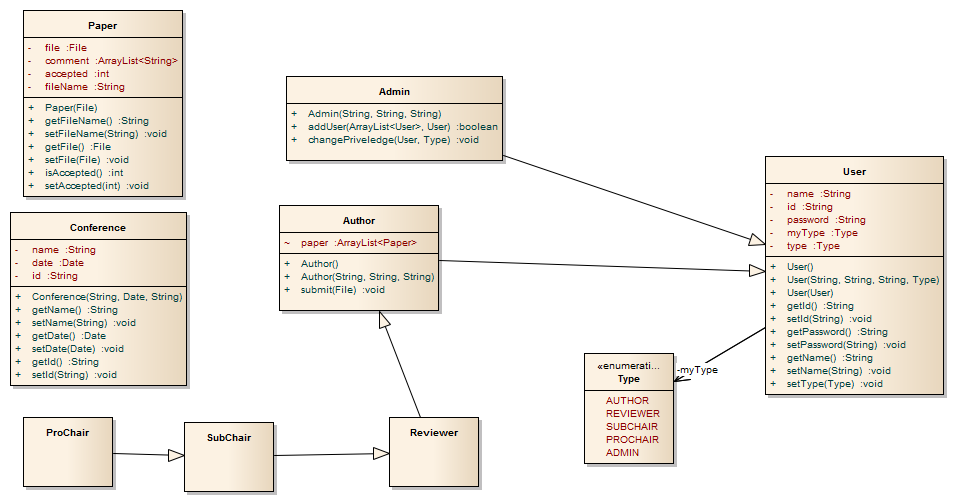 Paper
- file :File
- comment :ArrayList<String>
- accepted :int
- fileName :String
+ Paper(File)
+ getFileName() :String
+ setFileName(String) :void
+ getFile() :File
+ setFile(File) :void
+ isAccepted() :int
+ setAccepted(int) :void
Admin
+ Admin(String, String, String)
+ addUser(ArrayList<User>, User) :boolean
+ changePriveledge(User, Type) :void
User
- name :String
- id :String
- password :String
- myType :Type
- type :Type
+ User()
+ User(String, String, String, Type)
+ User(User)
+ getId() :String
+ setId(String) :void
+ getPassword() :String
+ setPassword(String) :void
+ getName() :String
+ setName(String) :void
+ setType(Type) :void
Conference
- name :String
- date :Date
- id :String
+ Conference(String, Date, String)
+ getName() :String
+ setName(String) :void
+ getDate() :Date
+ setDate(Date) :void
+ getId() :String
+ setId(String) :void
Author
~ paper :ArrayList<Paper>
+ Author()
+ Author(String, String, String)
+ submit(File) :void
-myType
«enumerati...
Type
AUTHOR
REVIEWER
SUBCHAIR
PROCHAIR
ADMIN
ProChair
SubChair
Reviewer